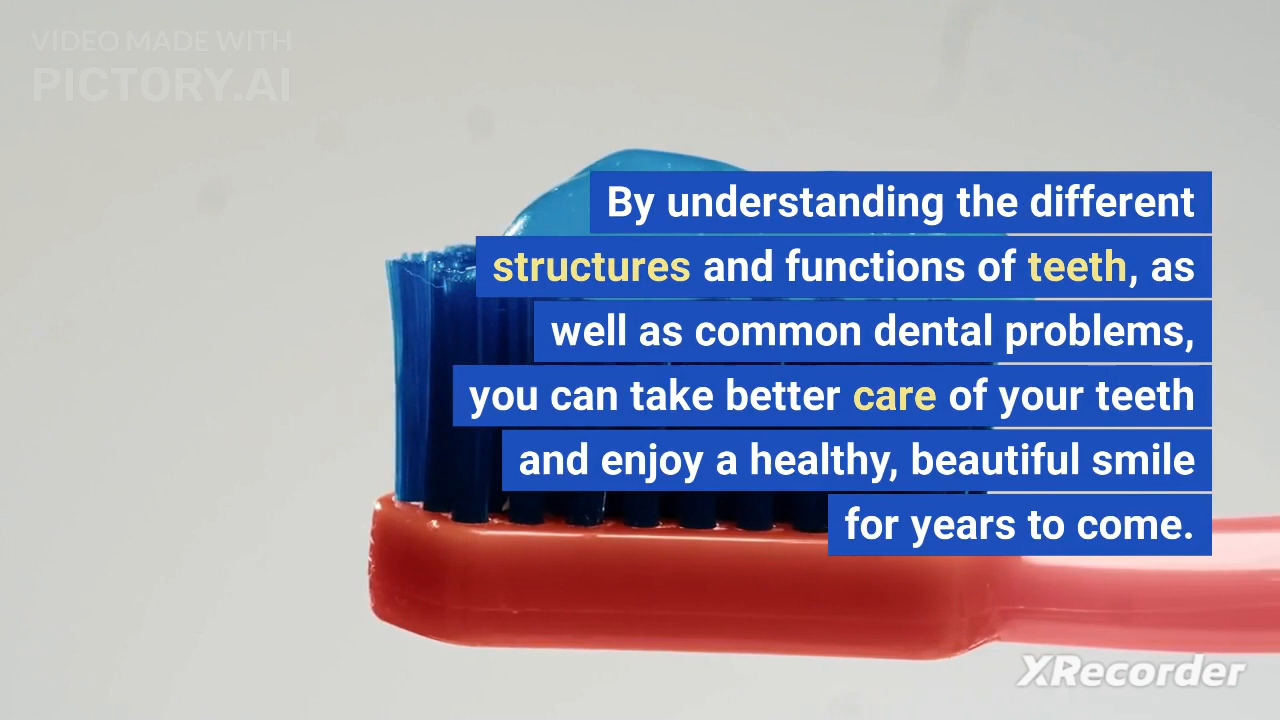 VIDEO MADE WITH
PICTORY.AI
By understanding the different
structures and functions of teeth, as
well as common dental problems,
you can take better care of your teeth
and enjoy a healthy, beautiful smile
for years to come.
XRecorder